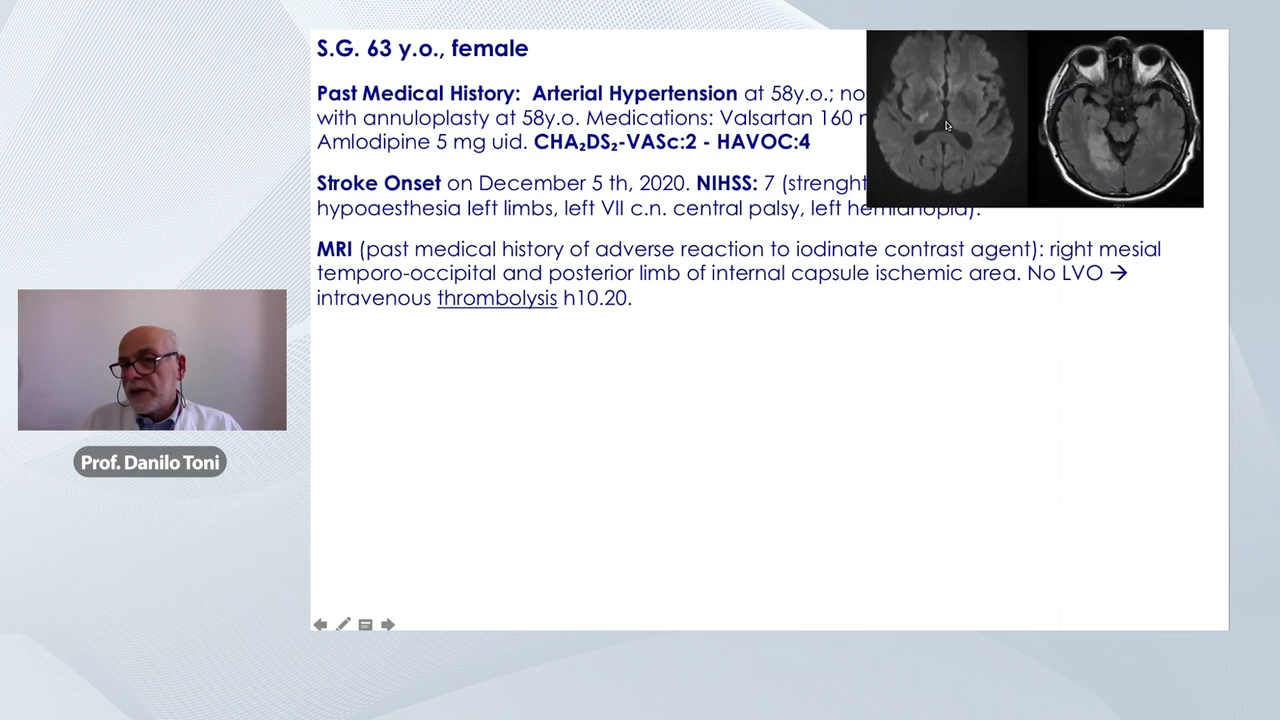 S.G. 63 y.o., female
Past Medical History: Arterial Hypertension at 58y.o.; no
with annuloplasty at 58y.o. Medications: Valsartan 160
Amlodipine 5 mg uid. CHA₂DS₂-VASc:2 - HAVOC:4
Stroke Onset on December 5 th, 2020. NIHSS: 7 (strenght
hypoaesthesia left limbs, left VII c.n. central palsy, left hemianopia).
MRI (past medical history of adverse reaction to iodinate contrast agent): right mesial
temporo-occipital and posterior limb of internal capsule ischemic area. No LVO →
intravenous thrombolysis h10.20.
Prof. Danilo Toni